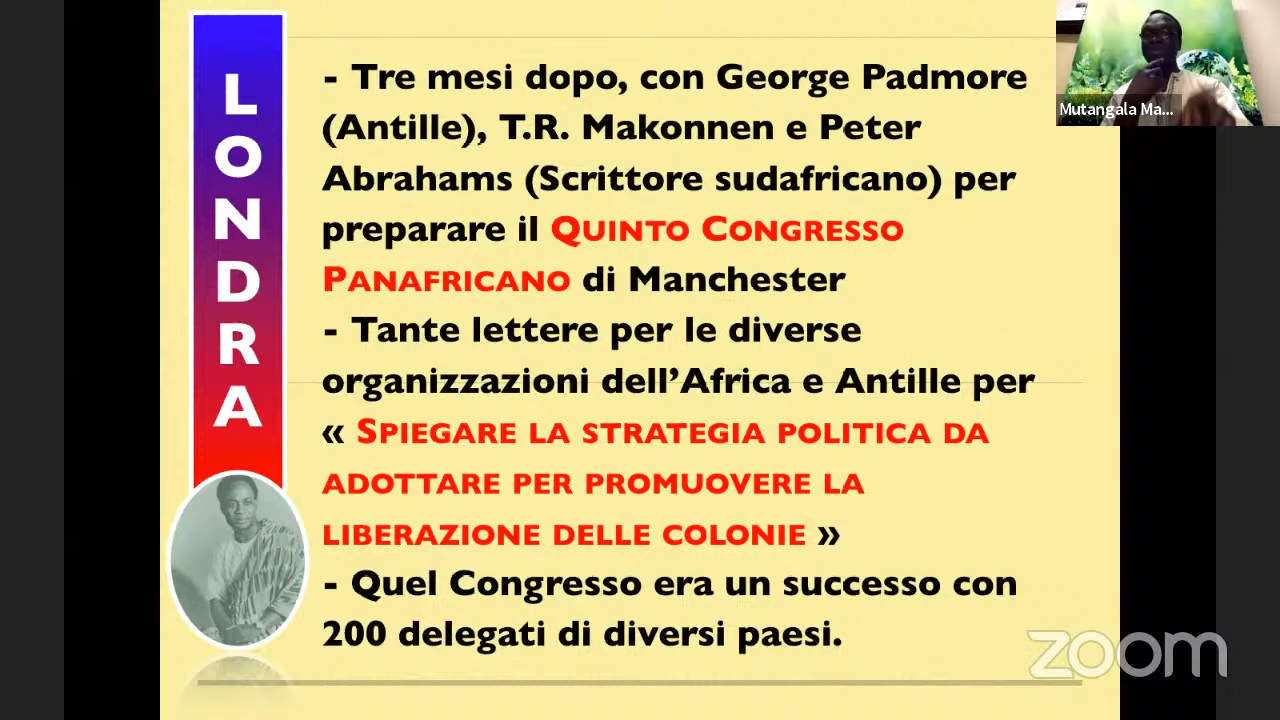 LONDRA
- Tre mesi dopo, con George Padmore
(Antille), T.R. Makonnen e Peter
Abrahams (Scrittore sudafricano) per
preparare il QUINTO CONGRESSO
PANAFRICANO di Manchester
- Tante lettere per le diverse
organizzazioni dell’Africa e Antille per
« SPIEGARE LA STRATEGIA POLITICA DA
ADOTTARE PER PROMUOVERE LA
LIBERAZIONE DELLE COLONIE »
- Quel Congresso era un successo con
200 delegati di diversi paesi.
Mutangala Ma...
zoom